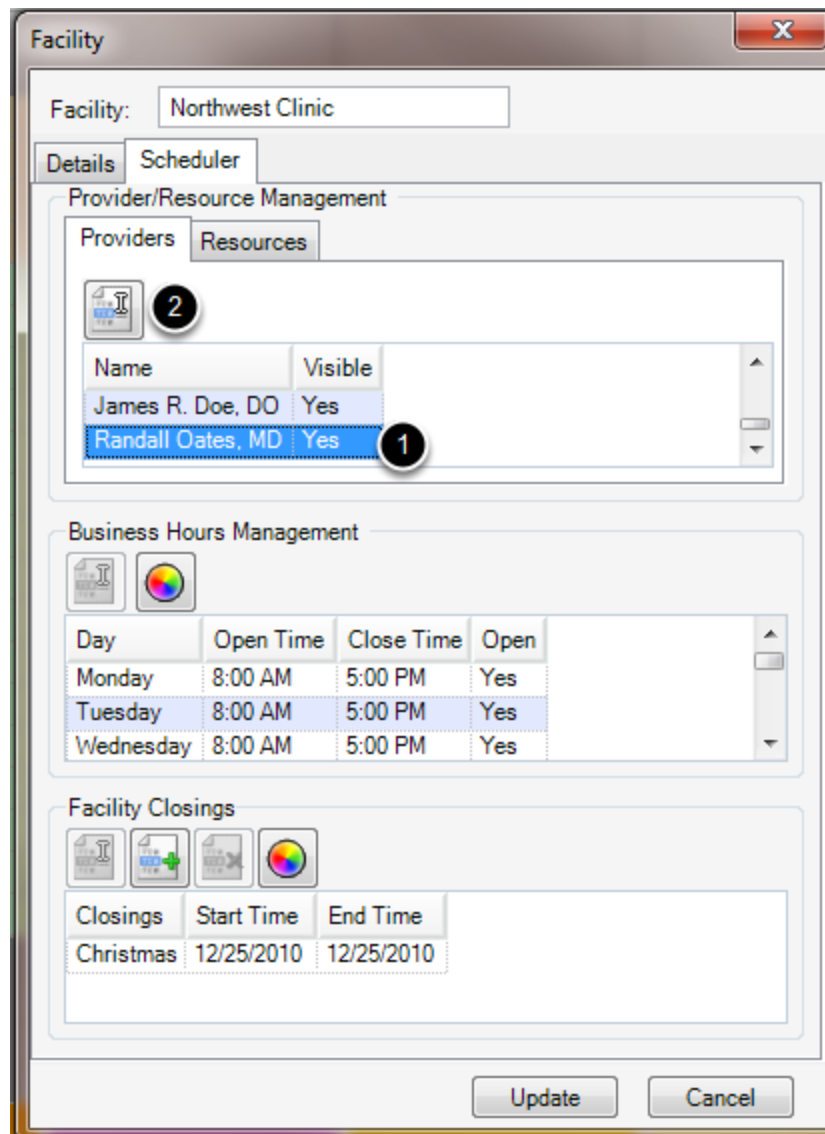 Facility
Facility: Northwest Clinic
Details Scheduler
Provider/Resource Management
Providers Resources
2
Name Visible
James R. Doe, DO Yes
Randall Oates, MD Yes 1
Business Hours Management
Day Open Time Close Time Open
Monday 8:00 AM 5:00 PM Yes
Tuesday 8:00 AM 5:00 PM Yes
Wednesday 8:00 AM 5:00 PM Yes
Facility Closings
Closings Start Time End Time
Christmas 12/25/2010 12/25/2010
Update Cancel